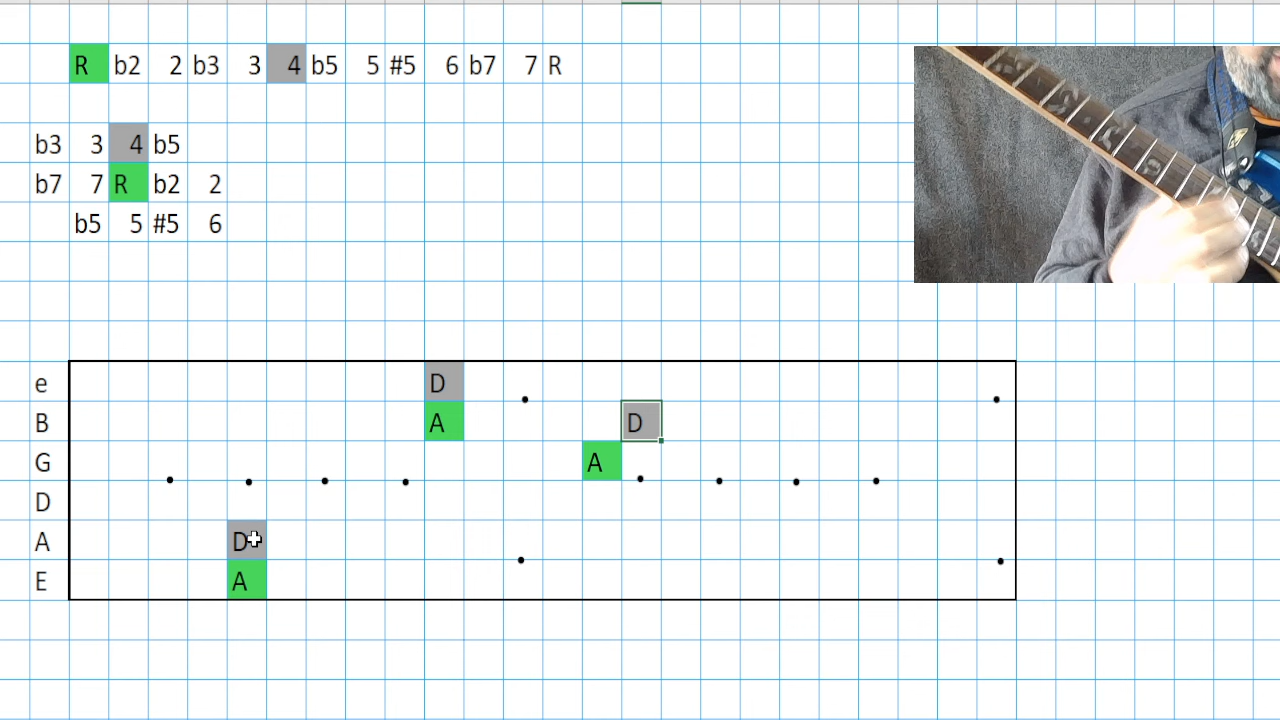 R b2 2 b3 3 4 b5 5 #5 6 b7 7 R
b3 3 4 b5
b7 7 R b2 2
b5 5 #5 6
e D
B A D
G A
D
A D
E A